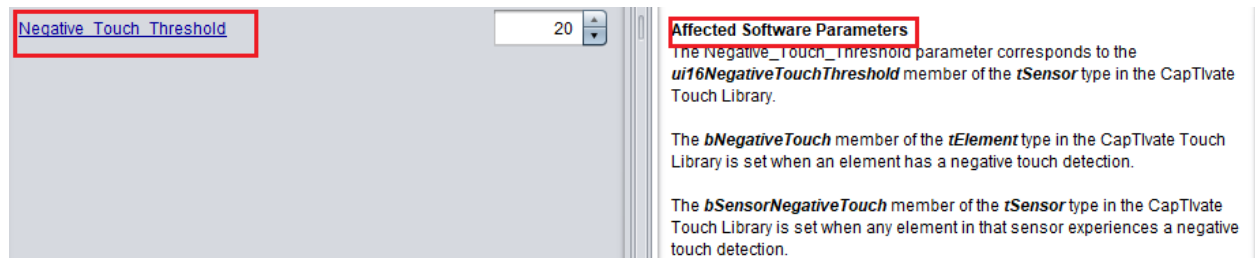 Negative_Touch_Threshold
20
Affected Software Parameters
The Negative_Touch_Threshold parameter corresponds to the
ui16NegativeTouchThreshold member of the tSensor type in the CapTIvate
Touch Library.
The bNegativeTouch member of the tElement type in the CapTIvate Touch
Library is set when an element has a negative touch detection.
The bSensorNegativeTouch member of the tSensor type in the CapTIvate
Touch Library is set when any element in that sensor experiences a negative
touch detection.